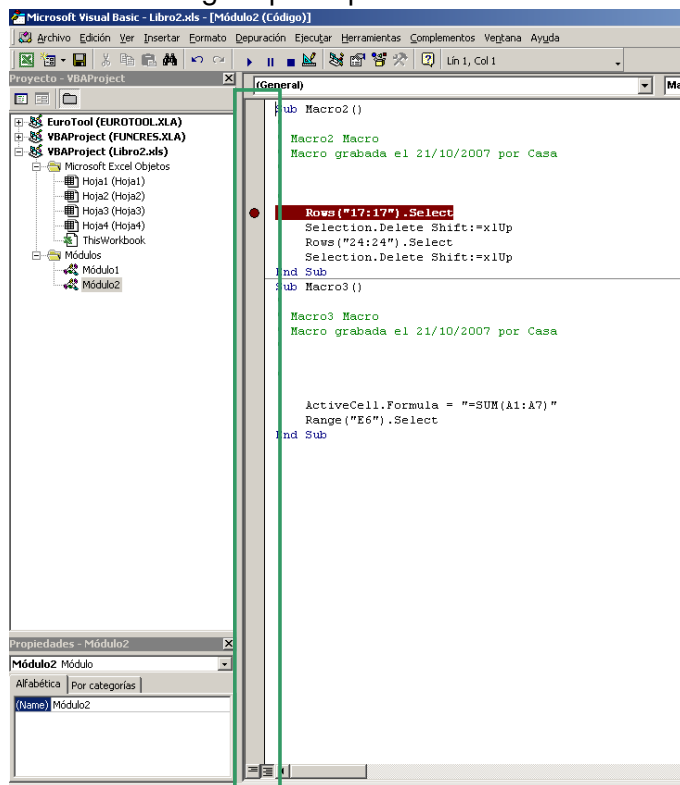 Microsoft Visual Basic - Libro2.xls - [Módulo2 (Código)]
Archivo Edición Ver Insertar Formato Depuración Ejecutar Herramientas Complementos Ventana Ayuda
Lín 1, Col 1
Proyecto - VBAProject
(General)
EuroTool (EUROTOOL.XLA)
VBAProject (FUNCRES.XLA)
VBAProject (Libro2.xls)
Microsoft Excel Objetos
Hoja1 (Hoja1)
Hoja2 (Hoja2)
Hoja3 (Hoja3)
Hoja4 (Hoja4)
ThisWorkbook
Módulos
Módulo1
Módulo2
Sub Macro2()
Macro2 Macro
Macro grabada el 21/10/2007 por Casa
Rows("17:17").Select
Selection.Delete Shift:=xlUp
Rows("24:24").Select
Selection.Delete Shift:=xlUp
End Sub
Sub Macro3()
Macro3 Macro
Macro grabada el 21/10/2007 por Casa
ActiveCell.Formula = "=SUM(A1:A7)"
Range("E6").Select
End Sub
Propiedades - Módulo2
Módulo2 Módulo
Alfabética Por categorías
(Name) Módulo2